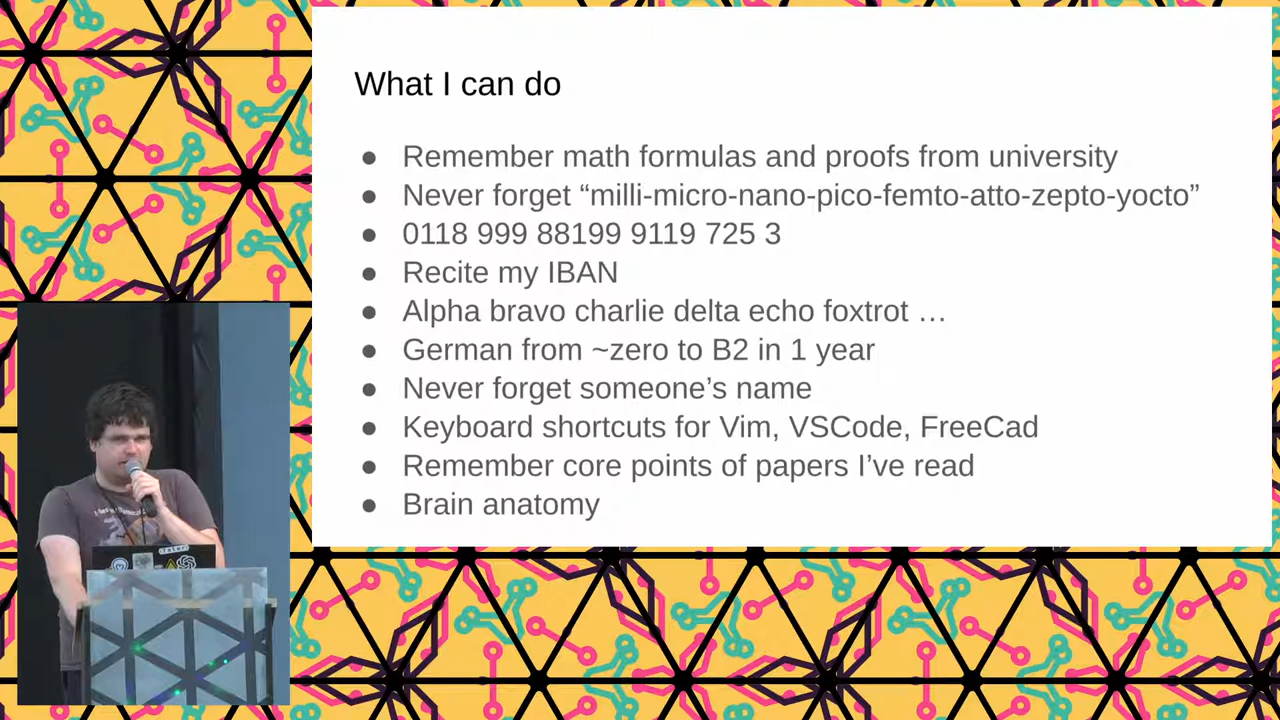 What I can do
● Remember math formulas and proofs from university
● Never forget “milli-micro-nano-pico-femto-atto-zepto-yocto”
● 0118 999 88199 9119 725 3
● Recite my IBAN
● Alpha bravo charlie delta echo foxtrot …
● German from ~zero to B2 in 1 year
● Never forget someone’s name
● Keyboard shortcuts for Vim, VSCode, FreeCad
● Remember core points of papers I’ve read
● Brain anatomy